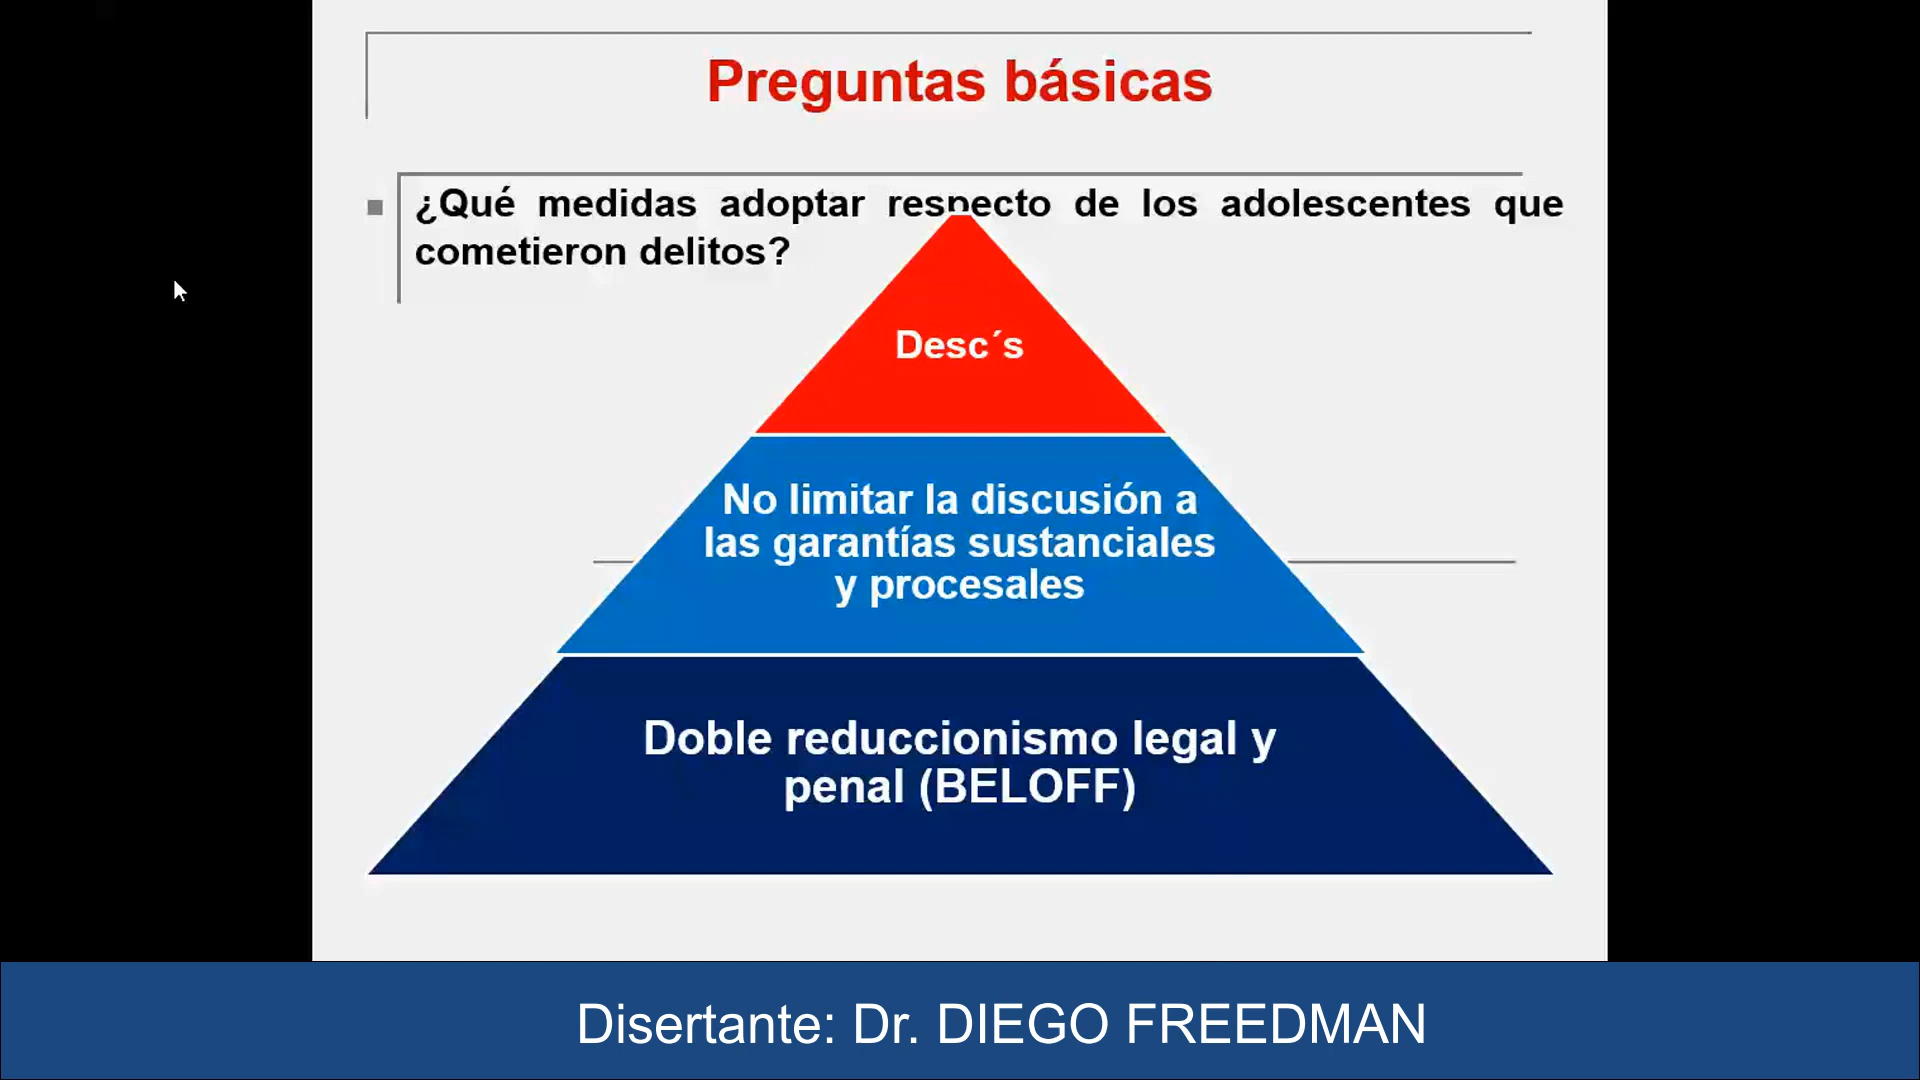 Preguntas básicas
¿Qué medidas adoptar respecto de los adolescentes que
cometieron delitos?
Desc´s
No limitar la discusión a
las garantías sustanciales
y procesales
Doble reduccionismo legal y
penal (BELOFF)
Disertante: Dr. DIEGO FREEDMAN